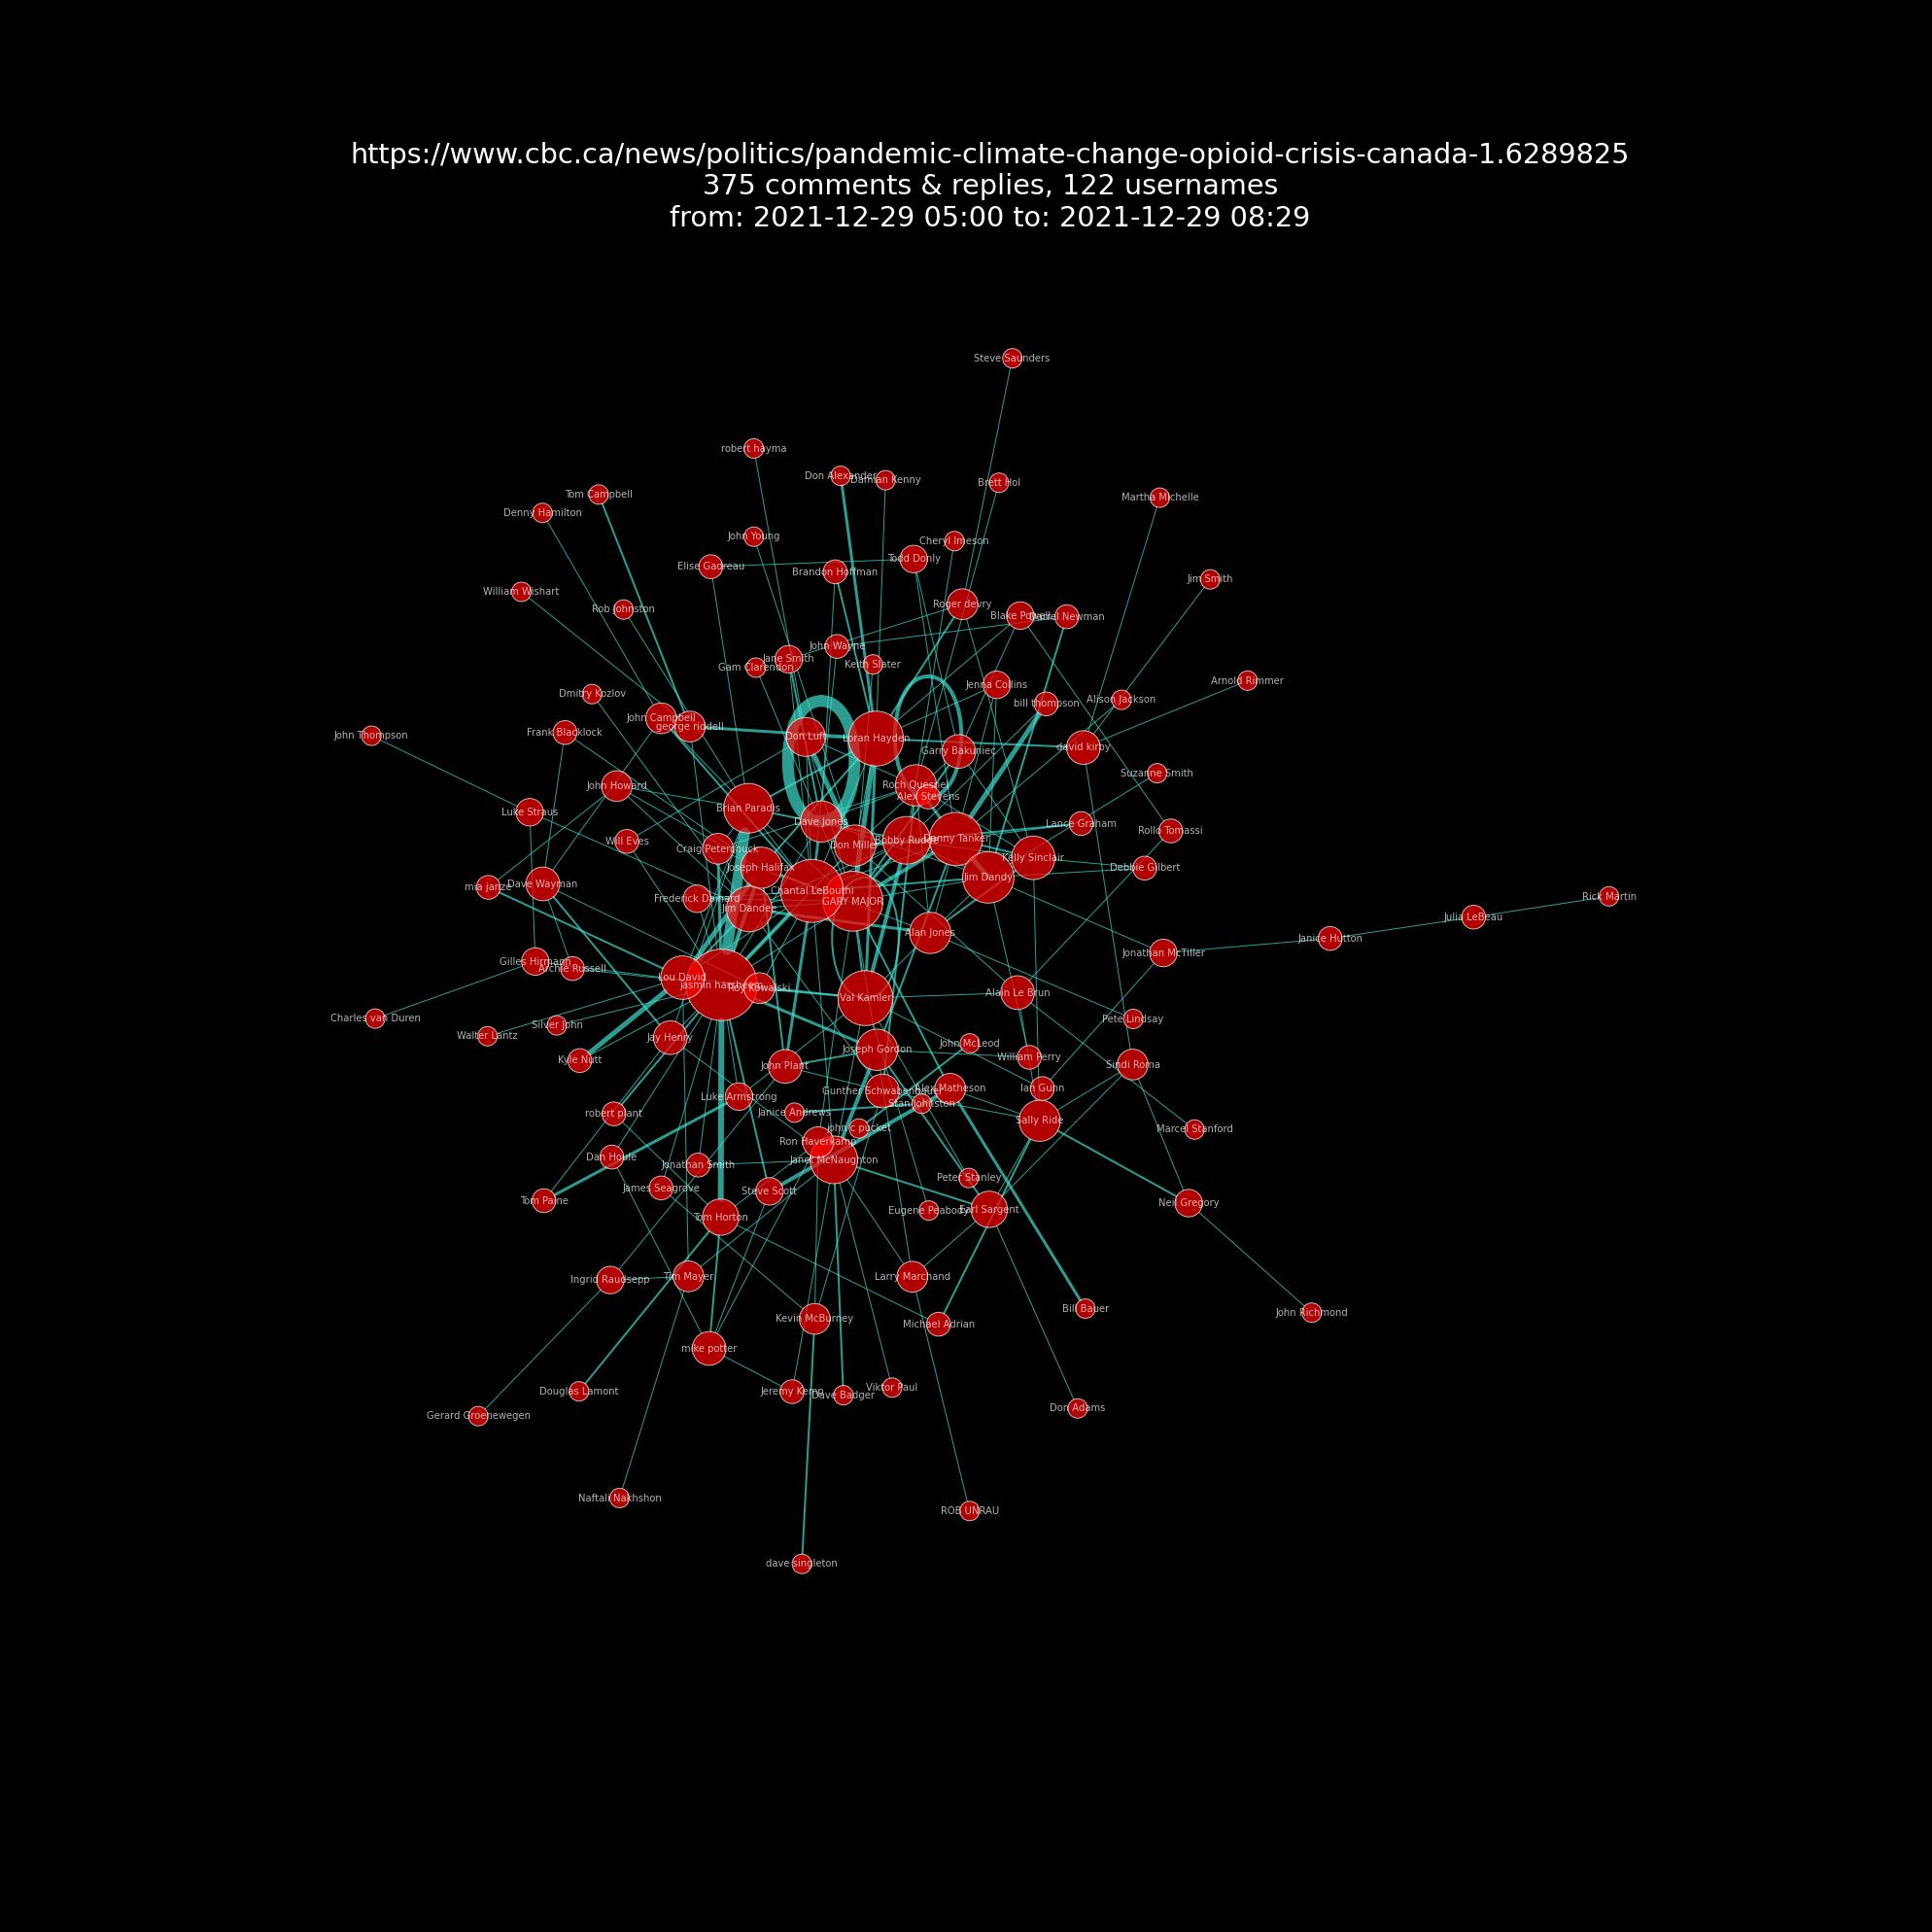 https://www.cbc.ca/news/politics/pandemic-climate-change-opioid-crisis-canada-1.6289825
375 comments & replies, 122 usernames
from: 2021-12-29 05:00 to: 2021-12-29 08:29
Steve Saunders
robert hayma
Don Alexander
Damian Kenny
Brett Hol
Tom Campbell
Martha Michelle
Denny Hamilton
John Young
Cheryl Imeson
Todd Donly
Elise Gadreau
Brandon Hoffman
Jim Smith
William Wishart
Roger devry
Rob Johnston
Blake Powell
Darrel Newman
John Wayne
Jane Smith
Keith Slater
Gam Clarendon
Arnold Rimmer
Jenna Collins
Dmitry Kozlov
Alison Jackson
bill thompson
John Campbell
george riddell
Frank Blacklock
John Thompson
Don Luft
Loran Hayden
david kirby
Garry Bakuniec
Suzanne Smith
Roch Quesnel
John Howard
Alex Stevens
Brian Paradis
Luke Straus
Dave Jones
Lance Graham
Rollo Tomassi
Will Eves
Bobby Rudge
Danny Tanker
Don Miller
Craig Peterchuck
Kelly Sinclair
Joseph Halifax
Debbie Gilbert
Jim Dandy
Dave Wayman
mia janze
Chantal LeBouthi
Rick Martin
Frederick Dainard
GARY MAJOR
Jim Dandee
Julia LeBeau
Alan Jones
Janice Hutton
Jonathan McTiller
Gilles Hirmann
Archie Russell
Lou David
jasmin harsheem
Roy Kowalski
Alain Le Brun
Val Kamler
Charles van Duren
Pete Lindsay
Silver John
Walter Lantz
Jay Henry
John McLeod
Joseph Gordon
William Perry
Kyle Nutt
Sindi Roma
John Plant
Ian Gunn
Alex Matheson
Gunther Schwabenbauer
Luke Armstrong
Stan Johnston
Janice Andrews
robert plant
Sally Ride
john c pucket
Marcel Stanford
Ron Haverkamp
Dan Houle
Janet McNaughton
Jonathan Smith
Peter Stanley
James Seagrove
Steve Scott
Tom Paine
Neil Gregory
Earl Sargent
Eugene Peabody
Tom Horton
Larry Marchand
Tim Mayer
Ingrid Raudsepp
Bill Bauer
John Richmond
Kevin McBurney
Michael Adrian
mike potter
Viktor Paul
Douglas Lamont
Jeremy Kemp
Dave Badger
Don Adams
Gerard Groenewegen
Naftali Nakhshon
ROB UNRAU
dave singleton